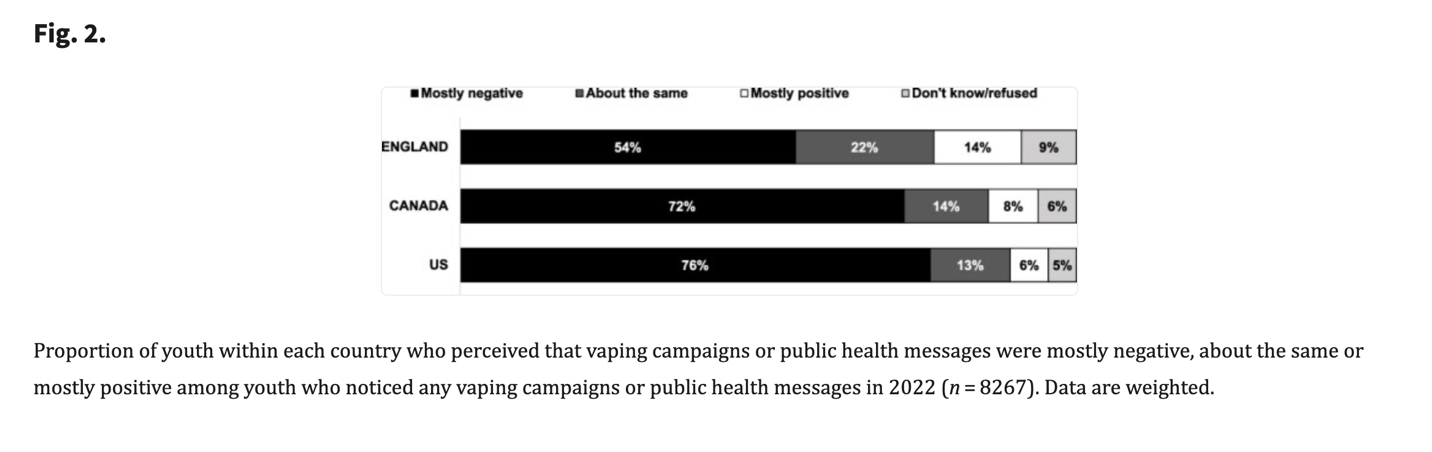 Fig. 2.
Mostly negative About the same Mostly positive Don't know/refused
ENGLAND 54% 22% 14% 9%
CANADA 72% 14% 8% 6%
US 76% 13% 6% 5%
Proportion of youth within each country who perceived that vaping campaigns or public health messages were mostly negative, about the same or
mostly positive among youth who noticed any vaping campaigns or public health messages in 2022 (n = 8267). Data are weighted.